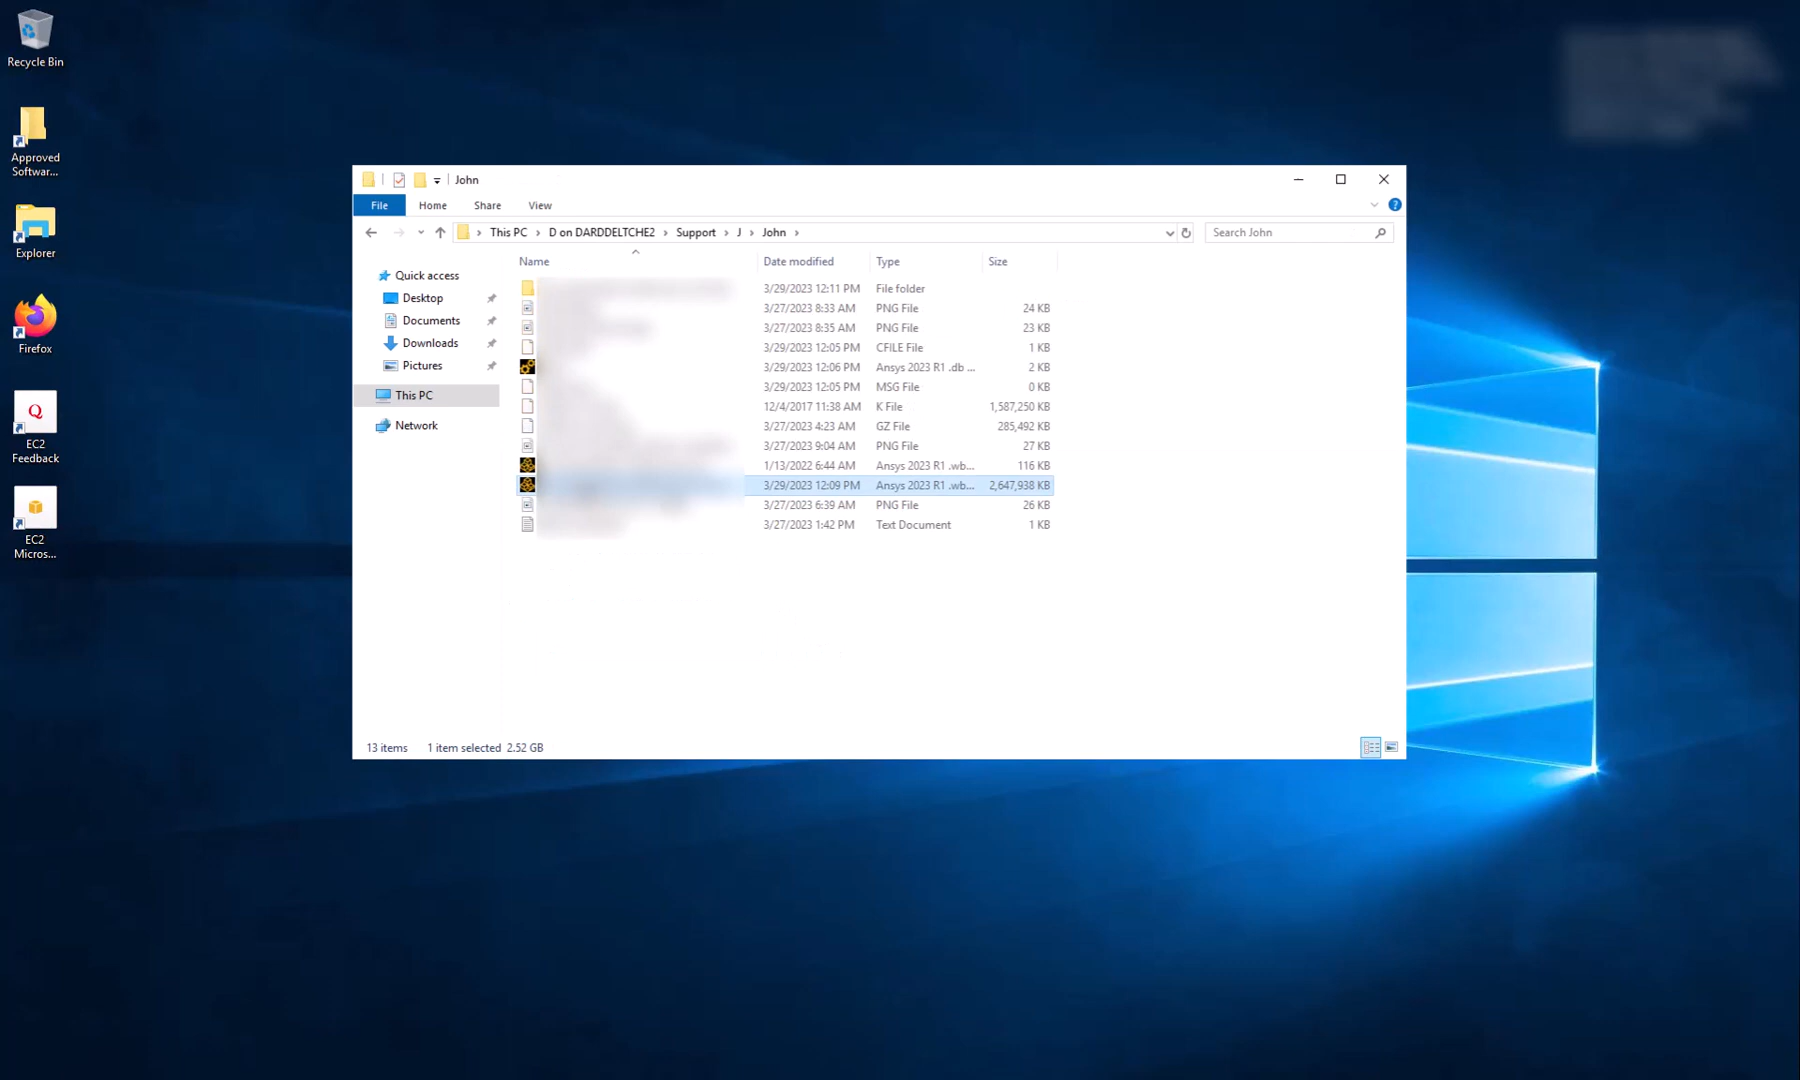 Recycle Bin
Approved
Softwar...
Explorer
Firefox
EC2
Feedback
EC2
Micros...
John
File Home Share View
This PC > D on DARDDELTCHE2 > Support > J > John >
Search John
Quick access
Desktop
Documents
Downloads
Pictures
This PC
Network
Name Date modified Type Size
3/29/2023 12:11 PM File folder
3/27/2023 8:33 AM PNG File 24 KB
3/27/2023 8:35 AM PNG File 23 KB
3/29/2023 12:05 PM CFILE File 1 KB
3/29/2023 12:06 PM Ansys 2023 R1 .db ... 2 KB
3/29/2023 12:05 PM MSG File 0 KB
12/4/2017 11:38 AM K File 1,587,250 KB
3/27/2023 4:23 AM GZ File 285,492 KB
3/27/2023 9:04 AM PNG File 27 KB
1/13/2022 6:44 AM Ansys 2023 R1 .wb... 116 KB
3/29/2023 12:09 PM Ansys 2023 R1 .wb... 2,647,938 KB
3/27/2023 6:39 AM PNG File 26 KB
3/27/2023 1:42 PM Text Document 1 KB
13 items 1 item selected 2.52 GB